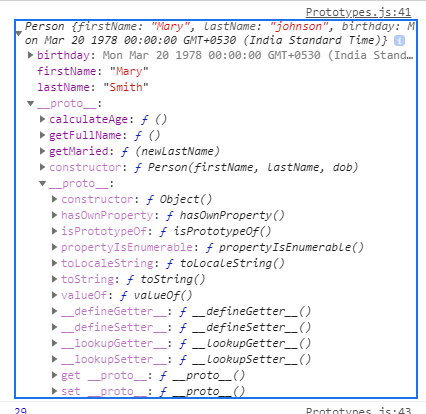 Prototypes.js:41
Person {firstName: "Mary", lastName: "johnson", birthday: M
on Mar 20 1978 00:00:00 GMT+0530 (India Standard Time)} i
birthday: Mon Mar 20 1978 00:00:00 GMT+0530 (India Stand…
firstName: "Mary"
lastName: "Smith"
__proto__:
calculateAge: ƒ ()
getFullName: ƒ ()
getMaried: ƒ (newLastName)
constructor: ƒ Person(firstName, lastName, dob)
__proto__:
constructor: ƒ Object()
hasOwnProperty: ƒ hasOwnProperty()
isPrototypeOf: ƒ isPrototypeOf()
propertyIsEnumerable: ƒ propertyIsEnumerable()
toLocaleString: ƒ toLocaleString()
toString: ƒ toString()
valueOf: ƒ valueOf()
__defineGetter__: ƒ __defineGetter__()
__defineSetter__: ƒ __defineSetter__()
__lookupGetter__: ƒ __lookupGetter__()
__lookupSetter__: ƒ __lookupSetter__()
get __proto__: ƒ __proto__()
set __proto__: ƒ __proto__()
29 Prototypes.js:43